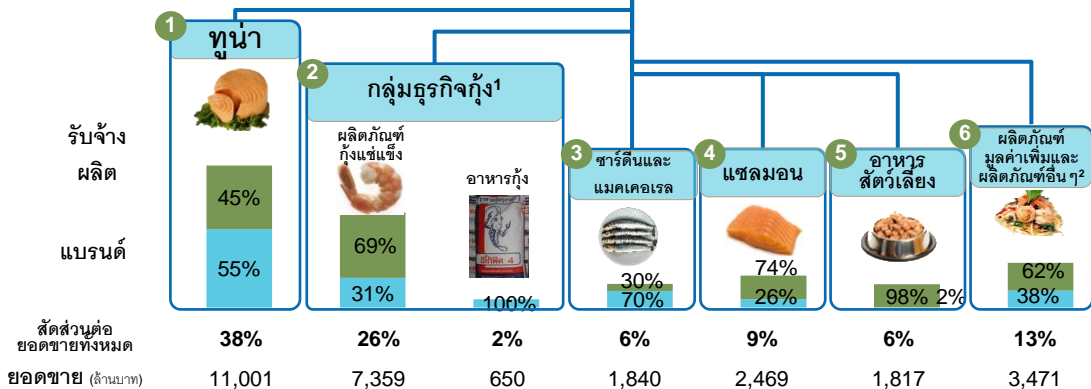 1
ทูน่า
2
กลุ่มธุรกิจกุ้ง¹
รับจ้าง
ผลิต
แบรนด์
ผลิตภัณฑ์
กุ้งแช่แข็ง
อาหารกุ้ง
3
ซาร์ดีนและ
แมคเคอเรล
4
แซลมอน
5
อาหาร
สัตว์เลี้ยง
6
ผลิตภัณฑ์
มูลค่าเพิ่มและ
ผลิตภัณฑ์อื่น ๆ²
45%
55%
69%
31%
100%
30%
70%
74%
26%
98% 2%
62%
38%
สัดส่วนต่อ
ยอดขายทั้งหมด
38% 26% 2% 6% 9% 6% 13%
ยอดขาย (ล้านบาท) 11,001 7,359 650 1,840 2,469 1,817 3,471